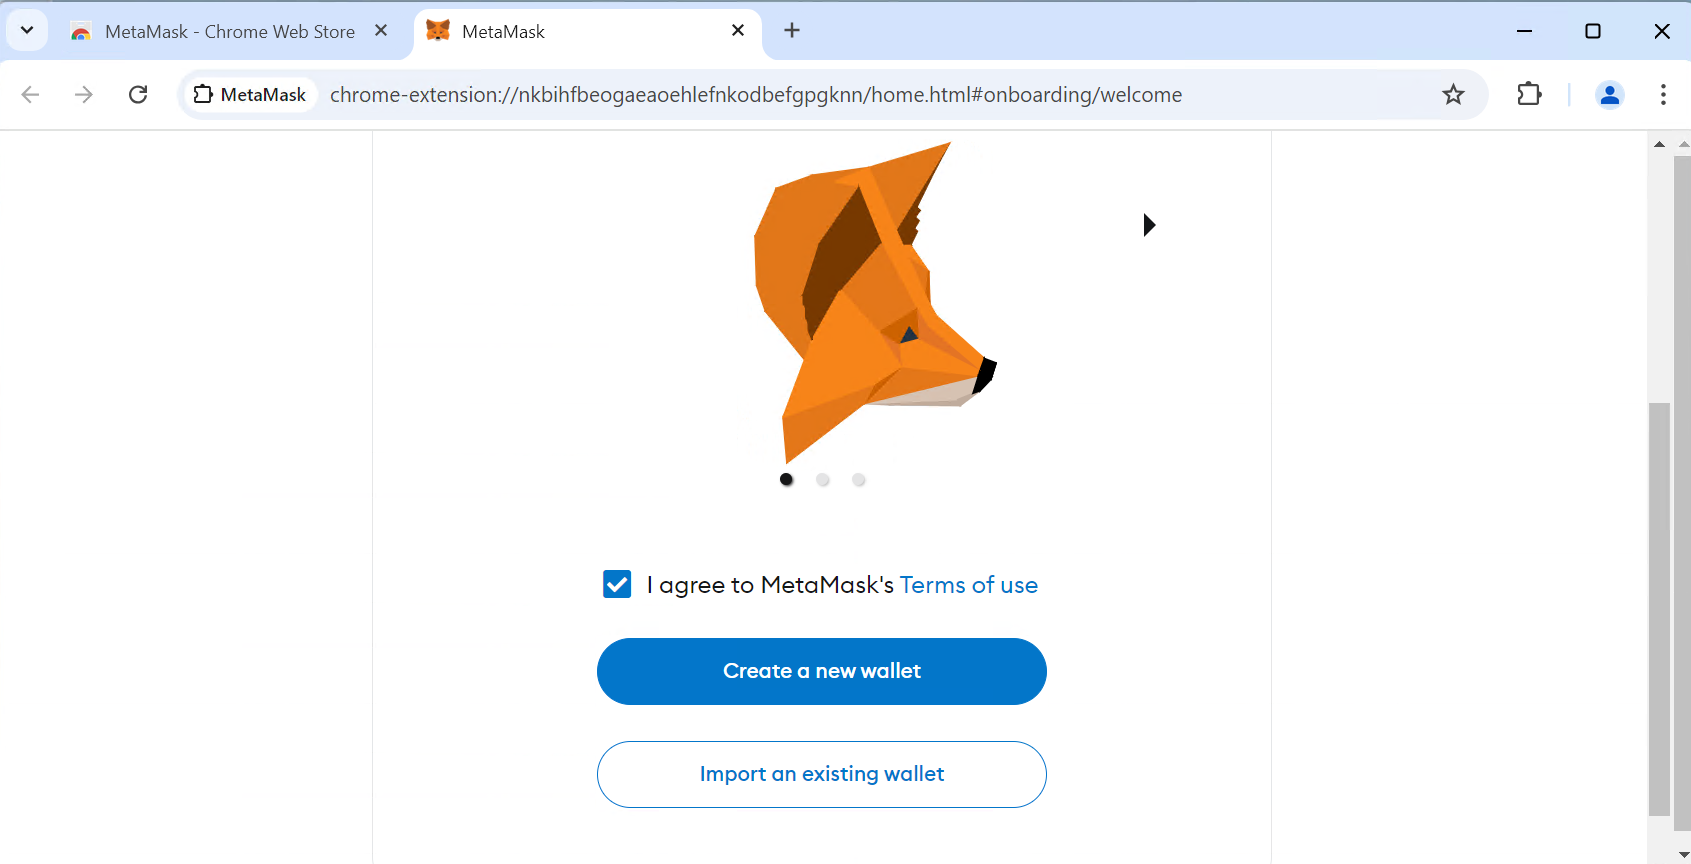 MetaMask - Chrome Web Store
MetaMask
MetaMask
chrome-extension://nkbihfbeogaeaoehlefnkodbefgpgknn/home.html#onboarding/welcome
I agree to MetaMask's Terms of use
Create a new wallet
Import an existing wallet